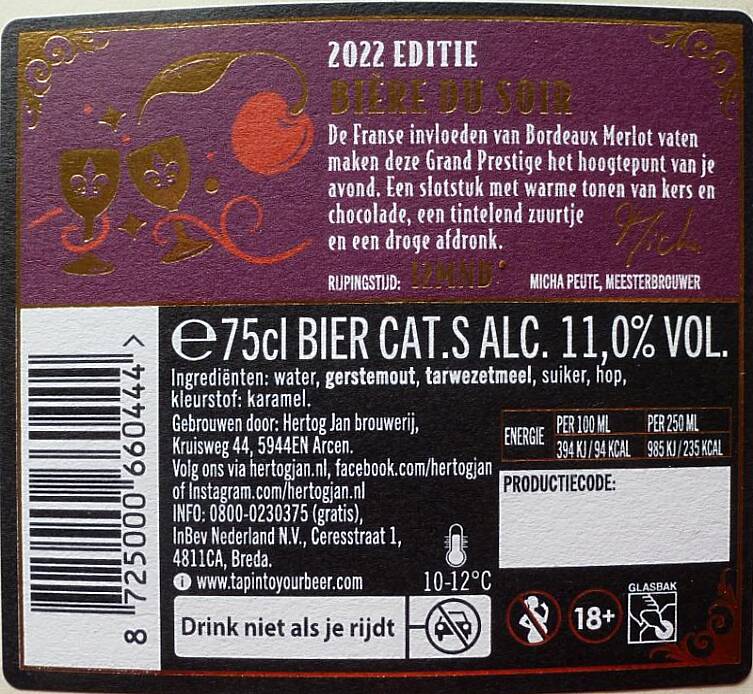 2022 EDITIE
BIÈRE DU SOIR
De Franse invloeden van Bordeaux Merlot vaten
maken deze Grand Prestige het hoogtepunt van je
avond. Een slotstuk met warme tonen van kers en
chocolade, een tintelend zuurtje
en een droge afdronk.
Micha
RIJPINGSTIJD: 12MND
MICHA PEUTE, MEESTERBROUWER
e75cl BIER CAT.S ALC. 11,0% VOL.
Ingrediënten: water, gerstemout, tarwezetmeel, suiker, hop,
kleurstof: karamel.
Gebrouwen door: Hertog Jan brouwerij,
Kruisweg 44, 5944EN Arcen.
Volg ons via hertogjan.nl, facebook.com/hertogjan
of Instagram.com/hertogjan.nl
INFO: 0800-0230375 (gratis),
InBev Nederland N.V., Ceresstraat 1,
4811CA, Breda.
i www.tapintoyourbeer.com
10-12°C
ENERGIE PER 100 ML PER 250 ML
394 KJ/94 KCAL 985 KJ/235 KCAL
PRODUCTIECODE:
Drink niet als je rijdt
18+
GLASBAK
8 725000 660444 >